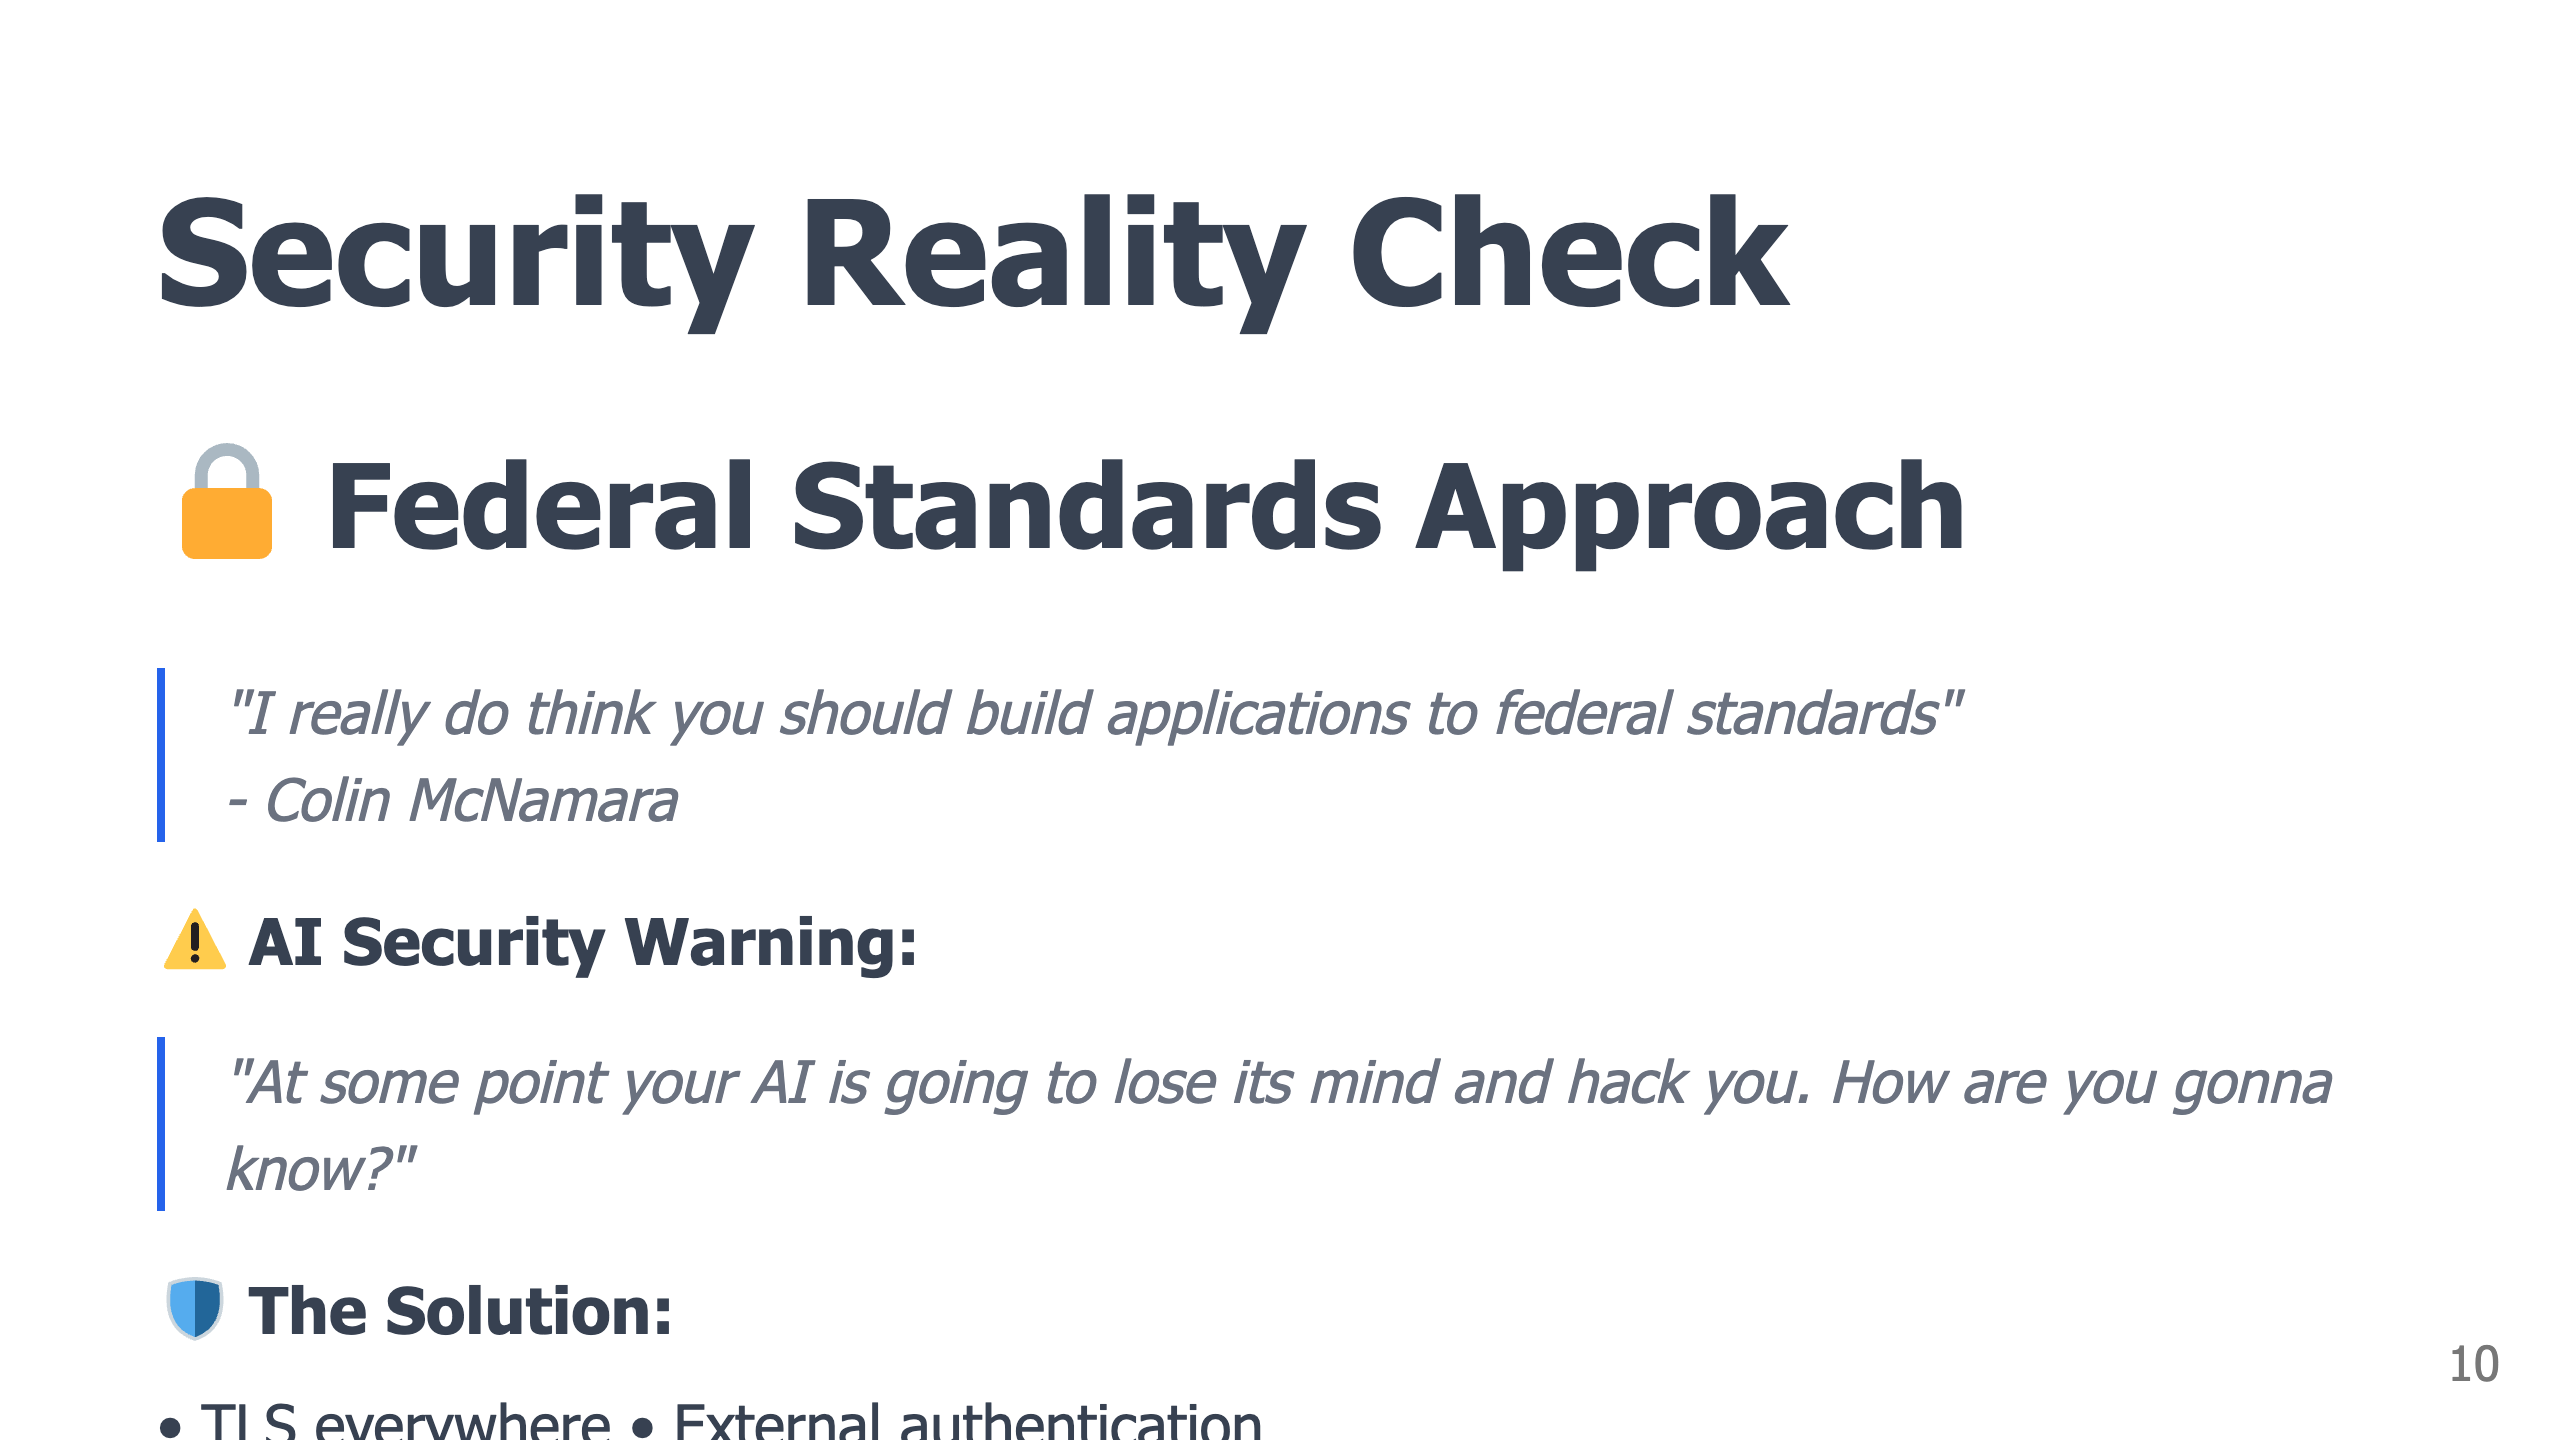 Security Reality Check
🔒 Federal Standards Approach
"I really do think you should build applications to federal standards"
- Colin McNamara
⚠️ AI Security Warning:
"At some point your AI is going to lose its mind and hack you. How are you gonna
know?"
🛡️ The Solution:
• TLS everywhere • External authentication
10